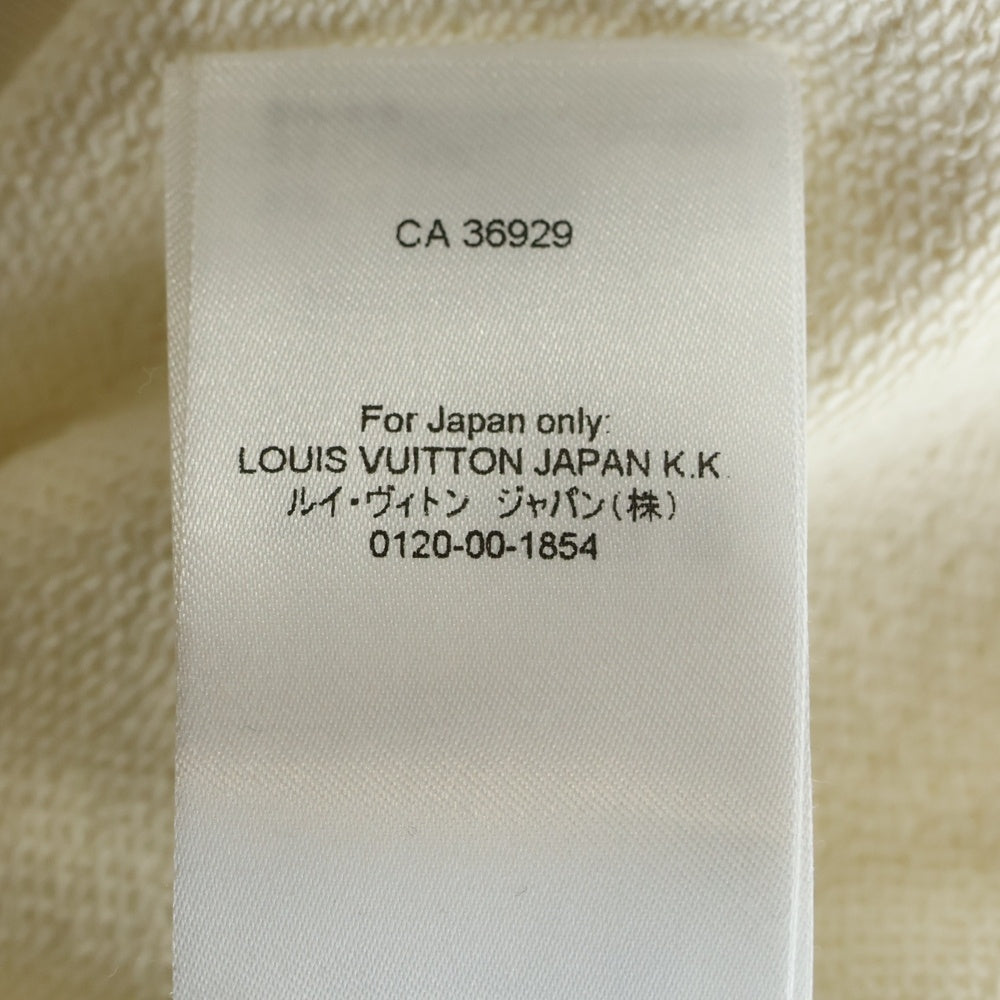 CA 36929
For Japan only:
LOUIS VUITTON JAPAN K.K.
ルイ・ヴィトン ジャパン(株)
0120-00-1854